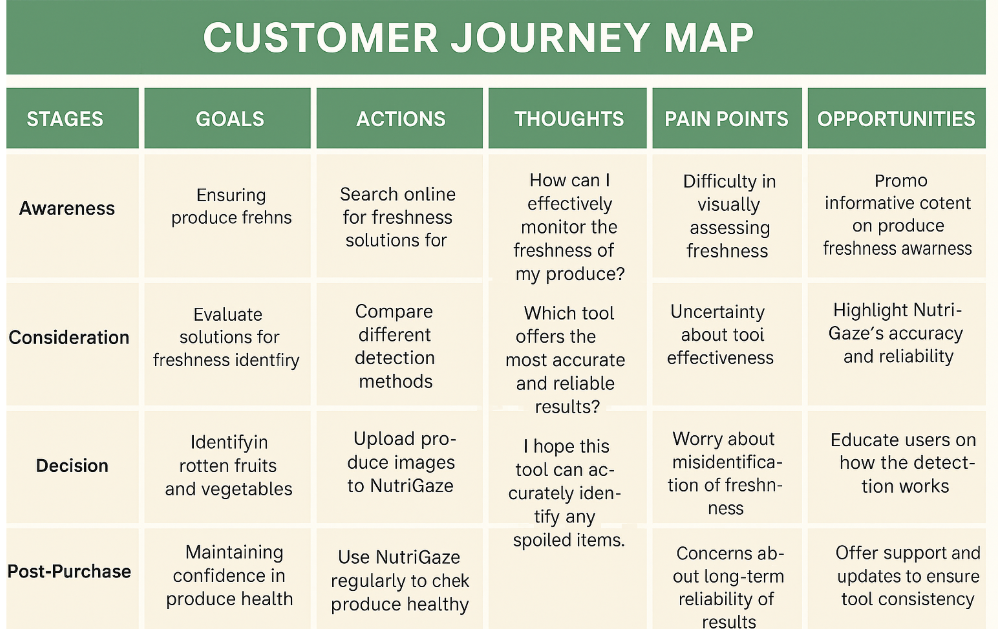 CUSTOMER JOURNEY MAP
STAGES
GOALS
ACTIONS
THOUGHTS
PAIN POINTS
OPPORTUNITIES
Awareness
Ensuring
produce frehns
Search online
for freshness
solutions for
How can I
effectively
monitor the
freshness of
my produce?
Difficulty in
visually
assessing
freshness
Promo
informative cotent
on produce
freshness awarness
Consideration
Evaluate
solutions for
freshness identfiry
Compare
different
detection
methods
Which tool
offers the
most accurate
and reliable
results?
Uncertainty
about tooi
effectiveness
Highlight Nutri-
Gaze's accuracy
and reliability
Decision
Identifyin
rotten fruits
and vegetables
Upload pro-
duce images
to NutriGaze
I hope this
tool can ac-
curately iden-
tify any
spoiled items.
Worry about
misidentifica-
tion of freshn-
ness
Educate users on
how the detect-
tion works
Post-Purchase
Maintaining
confidence in
produce health
Use NutriGaze
regularly to chek
produce healthy
Concerns ab-
out long-term
reliability of
results
Offer support and
updates to ensure
tool consistency